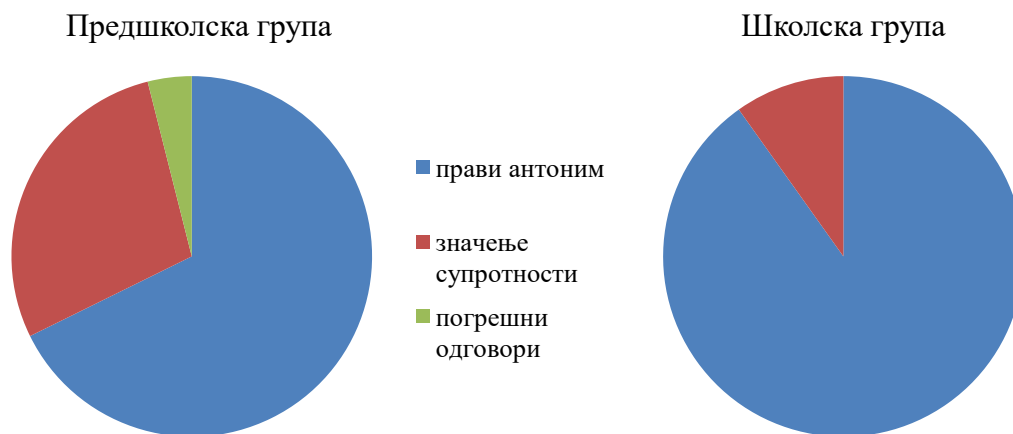 Предшколска група
Школска група
прави антоним
значење
супротности
погрешни
одговори